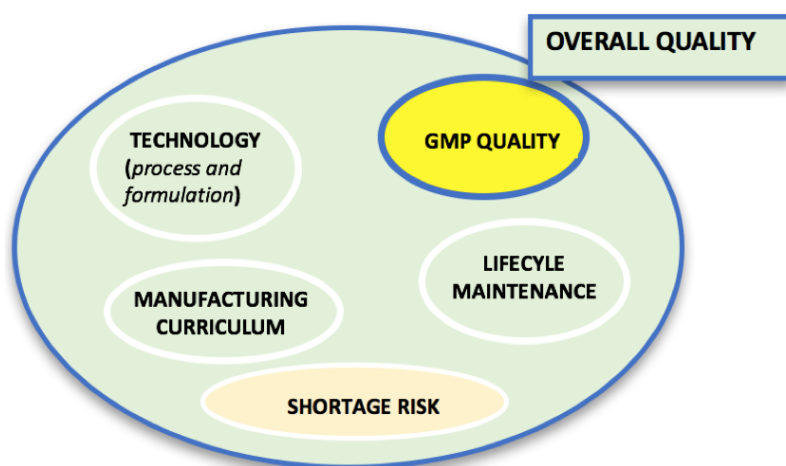 OVERALL QUALITY
TECHNOLOGY
(process and
formulation)
GMP QUALITY
LIFECYLE
MAINTENANCE
MANUFACTURING
CURRICULUM
SHORTAGE RISK